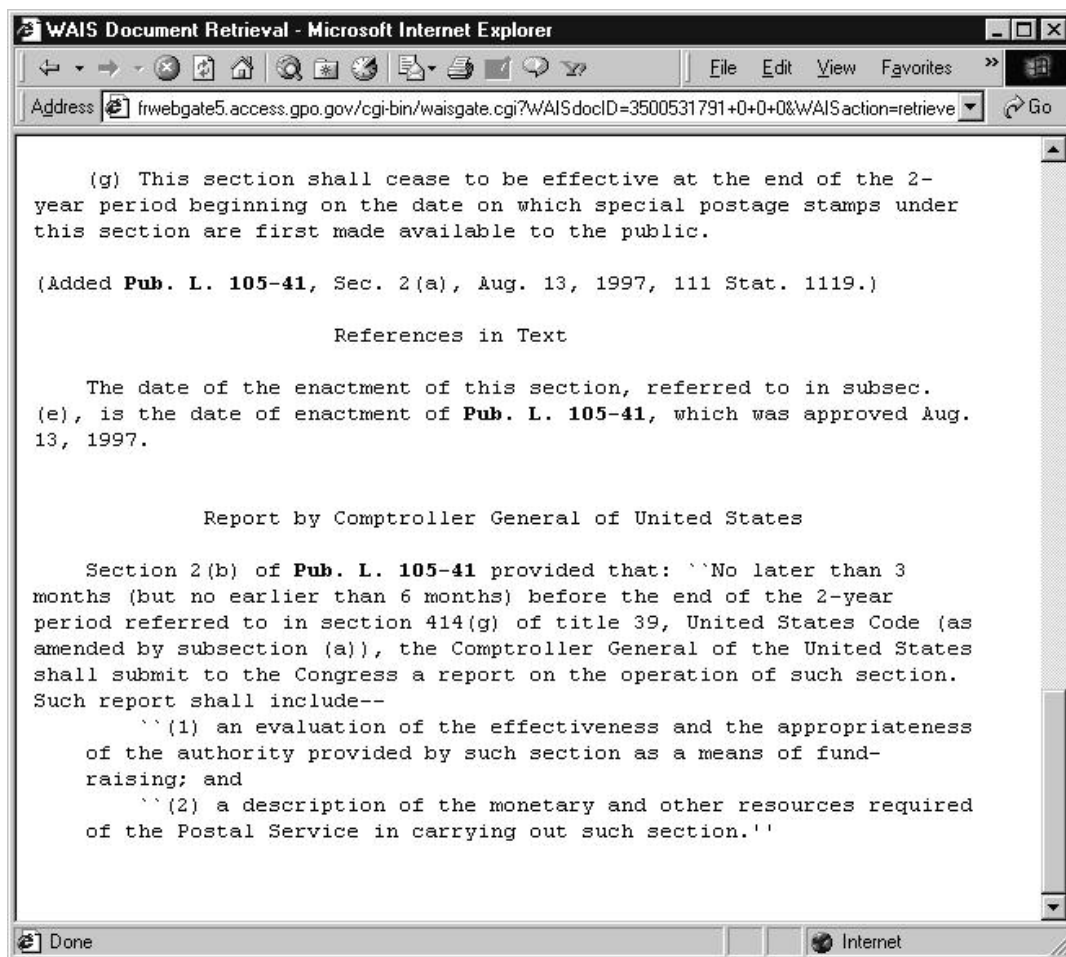 WAIS Document Retrieval - Microsoft Internet Explorer
File Edit View Favorites »
Address frwebgate5.access.gpo.gov/cgi-bin/waisgate.cgi?WAISdocID=3500531791+0+0+0&WAISaction=retrieve Go
(g) This section shall cease to be effective at the end of the 2-
year period beginning on the date on which special postage stamps under
this section are first made available to the public.
(Added Pub. L. 105-41, Sec. 2(a), Aug. 13, 1997, 111 Stat. 1119.)
References in Text
The date of the enactment of this section, referred to in subsec.
(e), is the date of enactment of Pub. L. 105-41, which was approved Aug.
13, 1997.
Report by Comptroller General of United States
Section 2(b) of Pub. L. 105-41 provided that: ``No later than 3
months (but no earlier than 6 months) before the end of the 2-year
period referred to in section 414(g) of title 39, United States Code (as
amended by subsection (a)), the Comptroller General of the United States
shall submit to the Congress a report on the operation of such section.
Such report shall include--
``(1) an evaluation of the effectiveness and the appropriateness
of the authority provided by such section as a means of fund-
raising; and
``(2) a description of the monetary and other resources required
of the Postal Service in carrying out such section.''
Done Internet